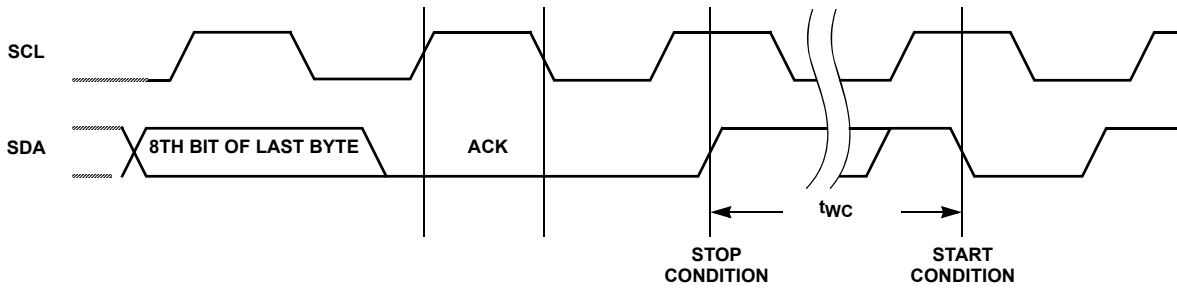 SCL
SDA
8TH BIT OF LAST BYTE
ACK
tWC
STOP
CONDITION
START
CONDITION